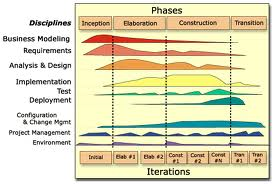 Phases
Disciplines
Inception
Elaboration
Construction
Transition
Business Modeling
Requirements
Analysis & Design
Implementation
Test
Deployment
Configuration
& Change Mgmt
Project Management
Environment
Initial
Elab #1
Elab #2
Const
#1
Const
#2
Const
#N
Tran
#1
Tran
#2
Iterations